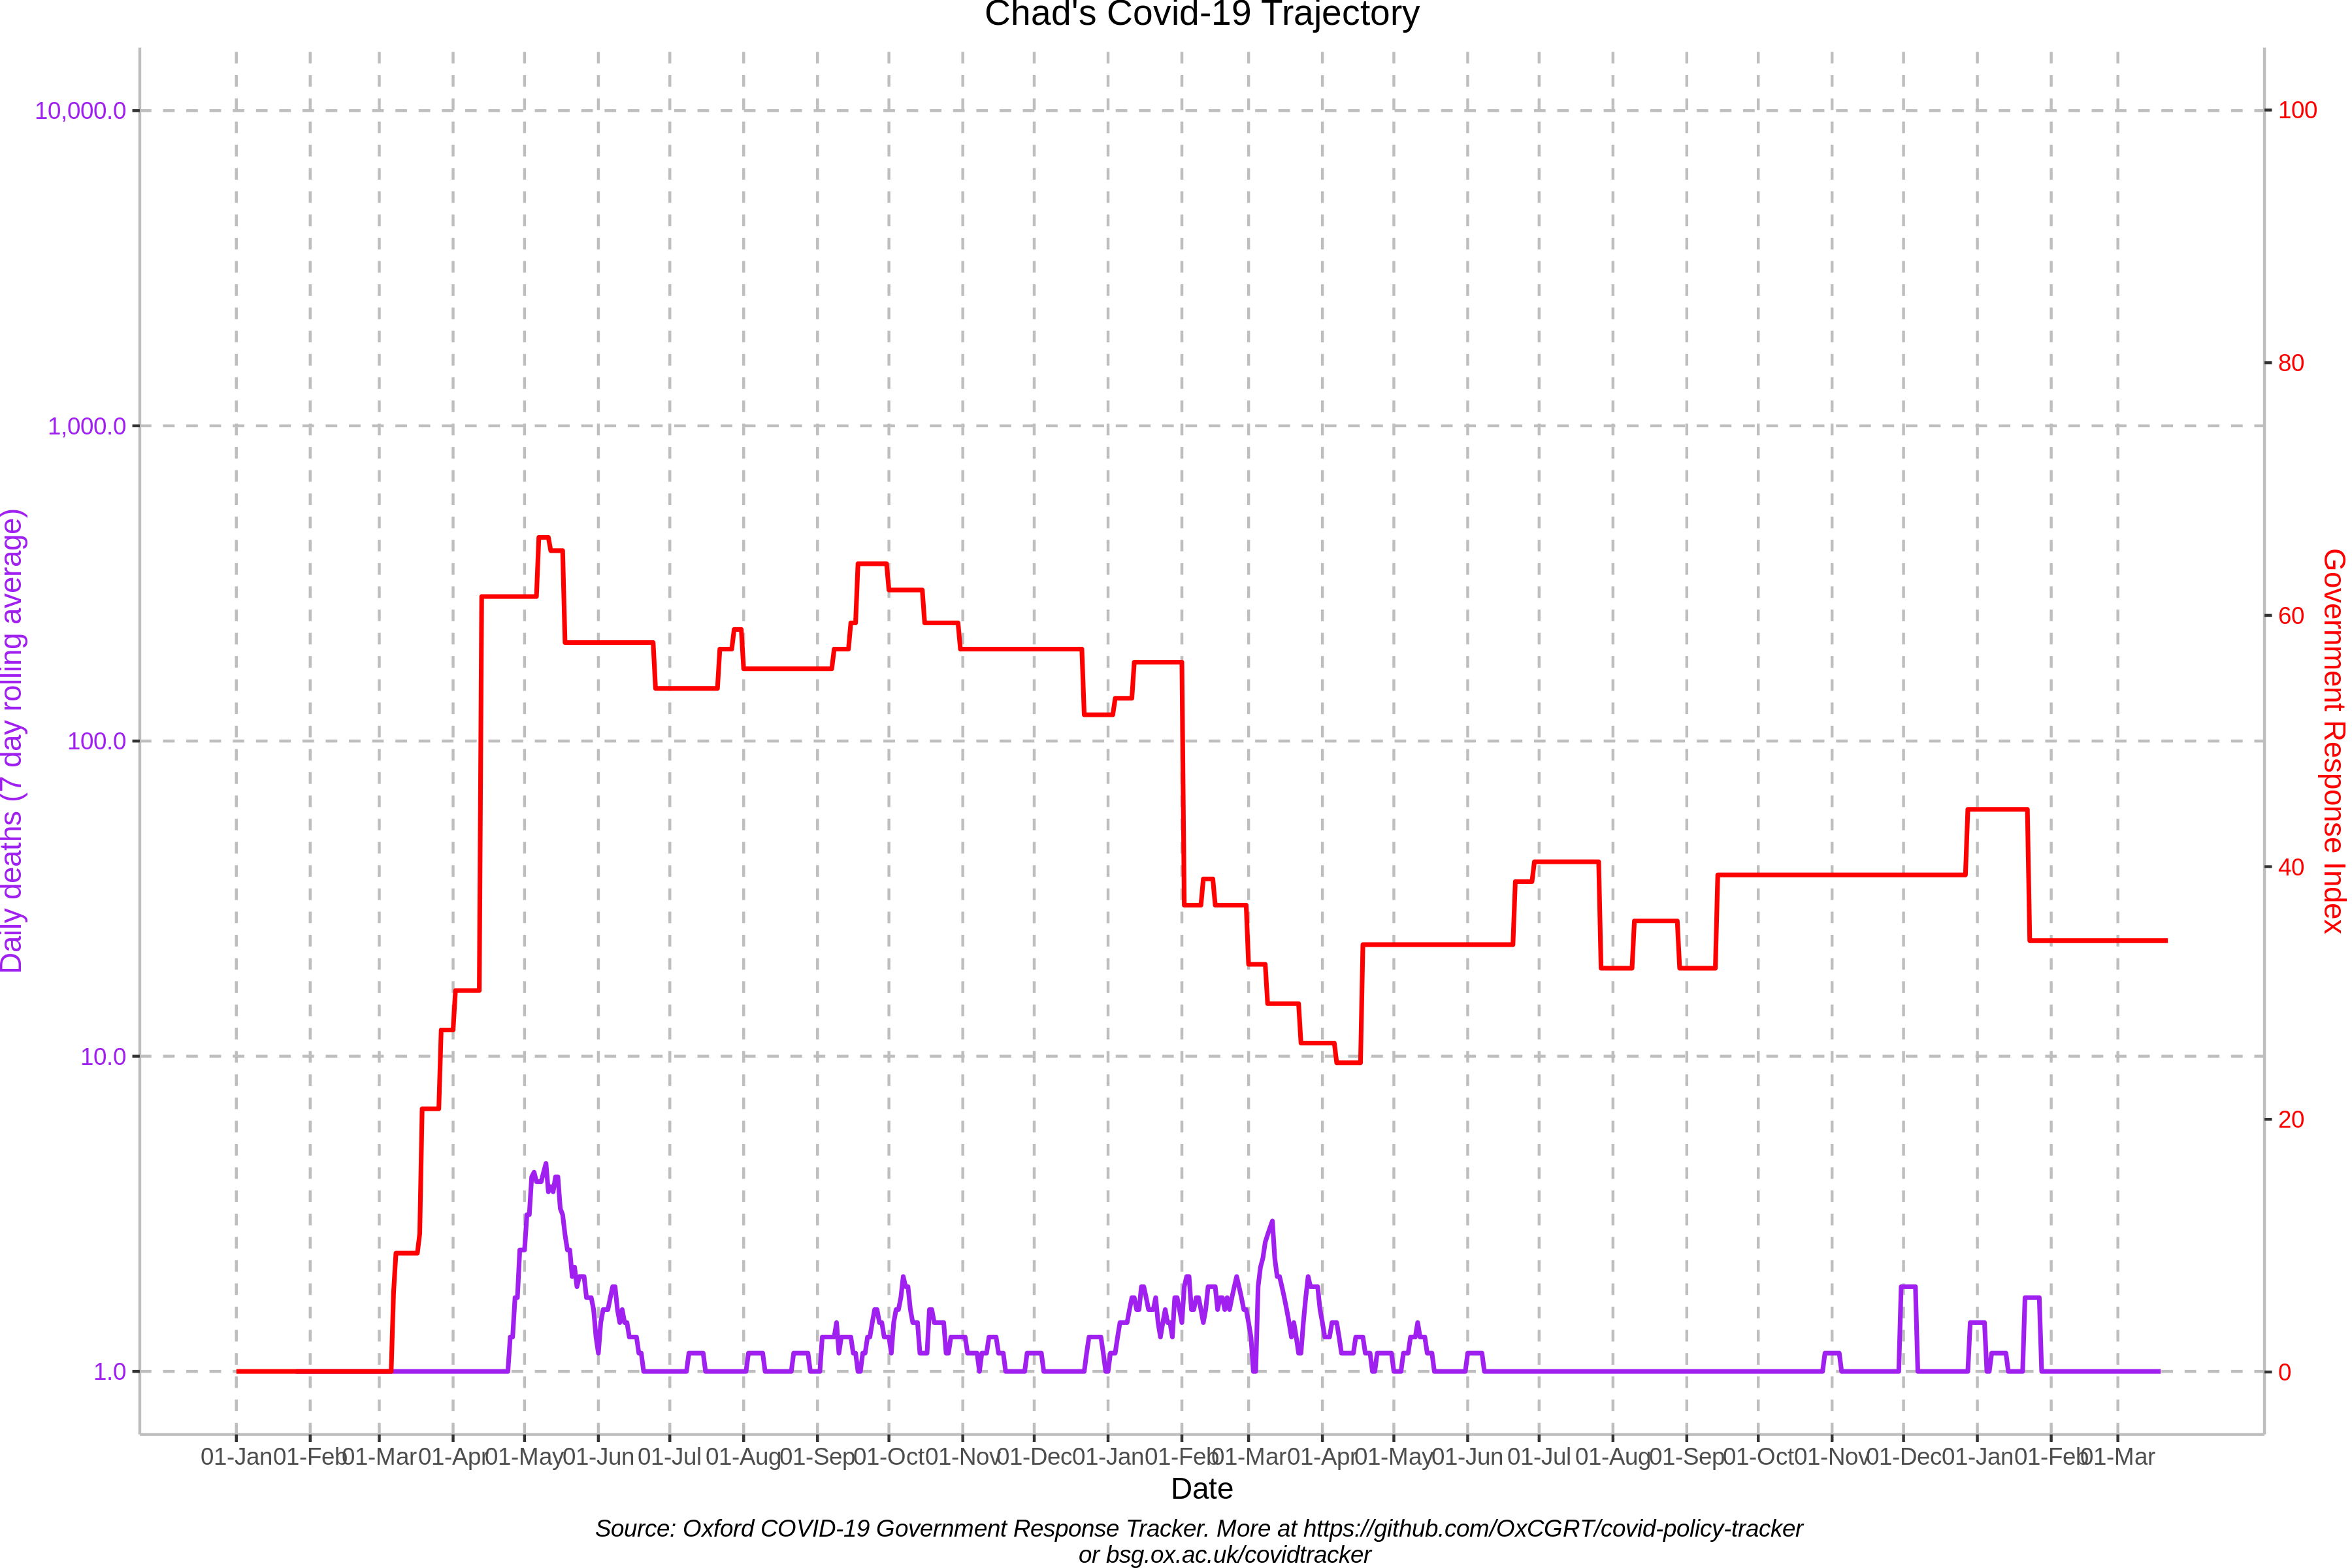 Chad's Covid-19 Trajectory
10,000.0
1,000.0
100.0
10.0
1.0
Daily deaths (7 day rolling average)
100
80
60
40
20
0
Government Response Index
01-Jan 01-Feb 01-Mar 01-Apr 01-May 01-Jun 01-Jul 01-Aug 01-Sep 01-Oct 01-Nov 01-Dec 01-Jan 01-Feb 01-Mar 01-Apr 01-May 01-Jun 01-Jul 01-Aug 01-Sep 01-Oct 01-Nov 01-Dec 01-Jan 01-Feb 01-Mar
Date
Source: Oxford COVID-19 Government Response Tracker. More at https://github.com/OxCGRT/covid-policy-tracker
or bsg.ox.ac.uk/covidtracker